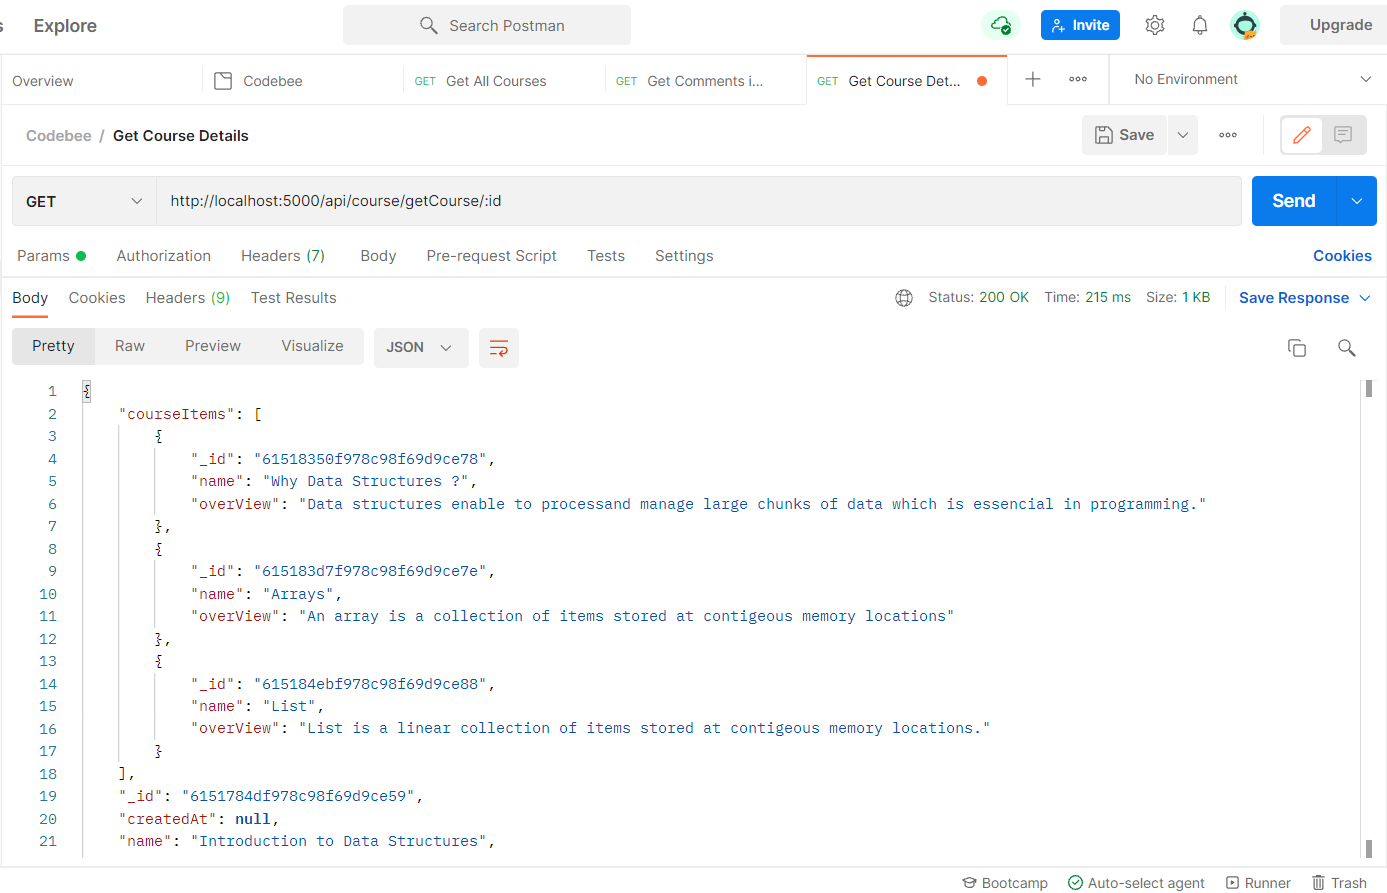 Explore
Search Postman
Invite
Upgrade
Overview
Codebee
GET Get All Courses
GET Get Comments i...
GET Get Course Det...
No Environment
Codebee / Get Course Details
Save
GET
http://localhost:5000/api/course/getCourse/:id
Send
Params
Authorization
Headers (7)
Body
Pre-request Script
Tests
Settings
Cookies
Body
Cookies
Headers (9)
Test Results
Status: 200 OK
Time: 215 ms
Size: 1 KB
Save Response
Pretty
Raw
Preview
Visualize
JSON
1 {
2 "courseItems": [
3 {
4 "_id": "61518350f978c98f69d9ce78",
5 "name": "Why Data Structures ?",
6 "overView": "Data structures enable to processand manage large chunks of data which is essencial in programming."
7 },
8 {
9 "_id": "615183d7f978c98f69d9ce7e",
10 "name": "Arrays",
11 "overView": "An array is a collection of items stored at contigeous memory locations"
12 },
13 {
14 "_id": "615184ebf978c98f69d9ce88",
15 "name": "List",
16 "overView": "List is a linear collection of items stored at contigeous memory locations."
17 }
18 ],
19 "_id": "6151784df978c98f69d9ce59",
20 "createdAt": null,
21 "name": "Introduction to Data Structures",
Bootcamp
Auto-select agent
Runner
Trash